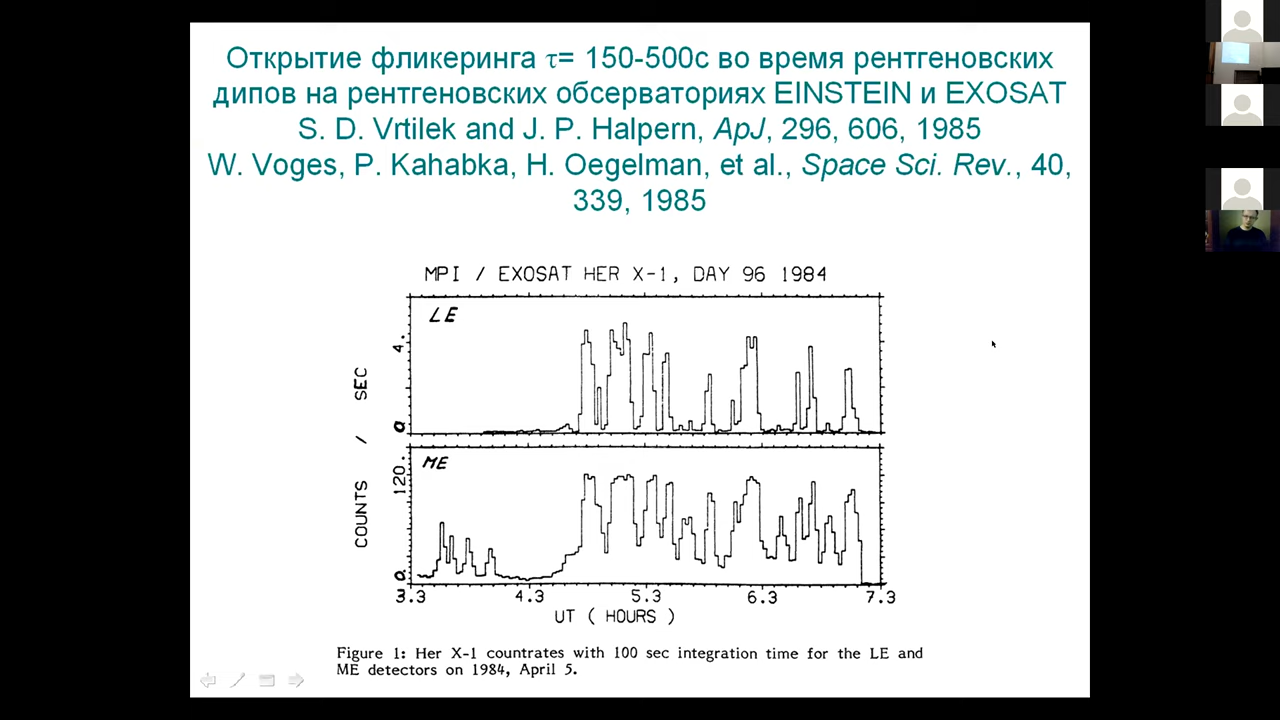 Открытие фликеринга τ= 150-500с во время рентгеновских
дипов на рентгеновских обсерваториях EINSTEIN и EXOSAT
S. D. Vrtilek and J. P. Halpern, ApJ, 296, 606, 1985
W. Voges, P. Kahabka, H. Oegelman, et al., Space Sci. Rev., 40,
339, 1985
MPI / EXOSAT HER X-1, DAY 96 1984
LE
4.
0
ME
120.
0
COUNTS / SEC
3.3 4.3 5.3 6.3 7.3
UT ( HOURS )
Figure 1: Her X-1 countrates with 100 sec integration time for the LE and
ME detectors on 1984, April 5.